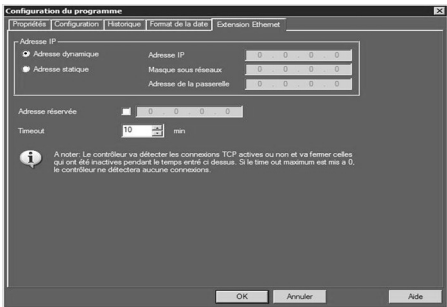 Configuration du programme
Propriétés Configuration Historique Format de la date Extension Ethernet
Adresse IP
Adresse dynamique Adresse IP 0 . 0 . 0 . 0
Adresse statique Masque sous réseaux 0 . 0 . 0 . 0
Adresse de la passerelle 0 . 0 . 0 . 0
Adresse réservée 0 . 0 . 0 . 0
Timeout 10 min
A noter: Le contrôleur va détecter les connexions TCP actives ou non et va fermer celles
qui ont été inactives pendant le temps entré ci dessus. Si le time out maximum est mis a 0,
le contrôleur ne détectera aucune connexions.
OK Annuler Aide